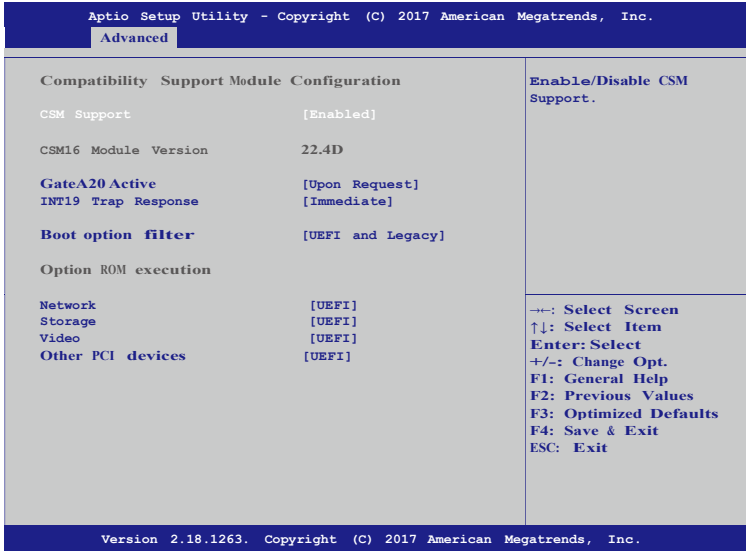 Aptio Setup Utility - Copyright (C) 2017 American Megatrends, Inc.
Advanced
Compatibility Support Module Configuration
CSM Support [Enabled]
CSM16 Module Version 22.4D
GateA20 Active [Upon Request]
INT19 Trap Response [Immediate]
Boot option filter [UEFI and Legacy]
Option ROM execution
Network [UEFI]
Storage [UEFI]
Video [UEFI]
Other PCI devices [UEFI]
Enable/Disable CSM
Support.
→←: Select Screen
↑↓: Select Item
Enter: Select
+/-: Change Opt.
F1: General Help
F2: Previous Values
F3: Optimized Defaults
F4: Save & Exit
ESC: Exit
Version 2.18.1263. Copyright (C) 2017 American Megatrends, Inc.